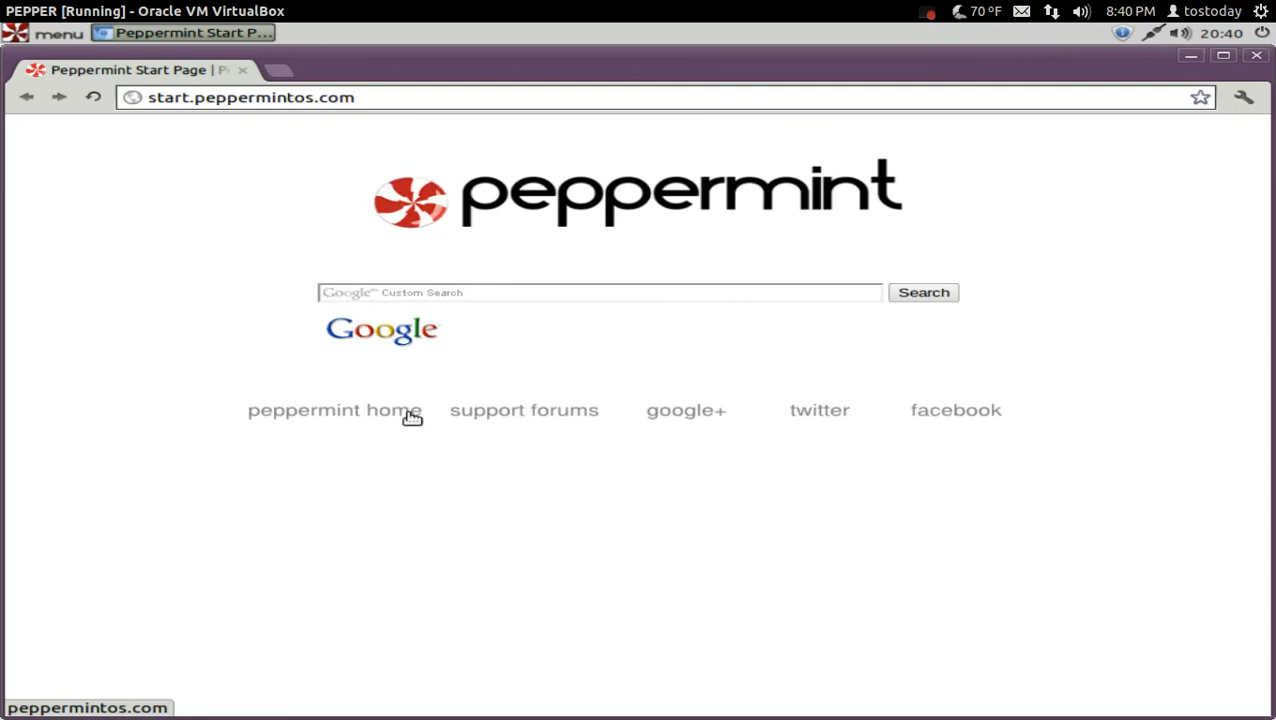 PEPPER [Running] - Oracle VM VirtualBox 70 °F 8:40 PM tostoday
menu Peppermint Start P... 20:40
Peppermint Start Page | P
start.peppermintos.com
peppermint
Google™ Custom Search Search
Google
peppermint home support forums google+ twitter facebook
peppermintos.com